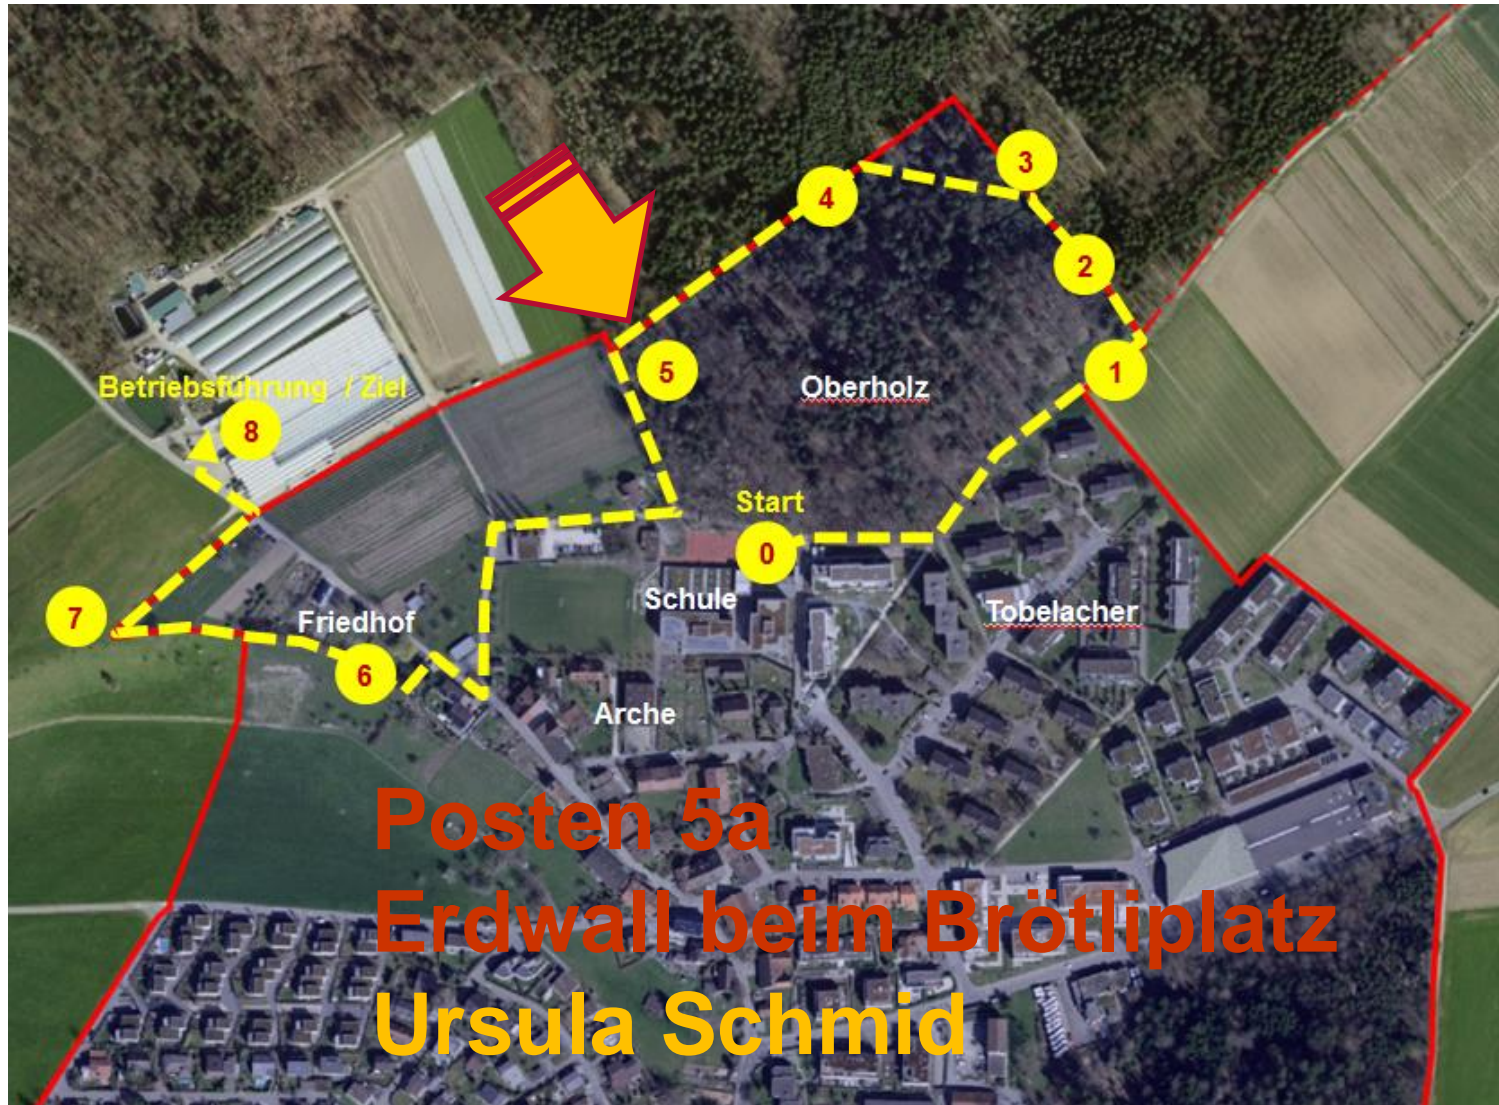 3
4
2
5
1
Oberholz
Betriebsführung / Ziel
8
Start
0
Schule
7
Friedhof
Tobelacher
6
Arche
Posten 5a
Erdwall beim Brötliplatz
Ursula Schmid